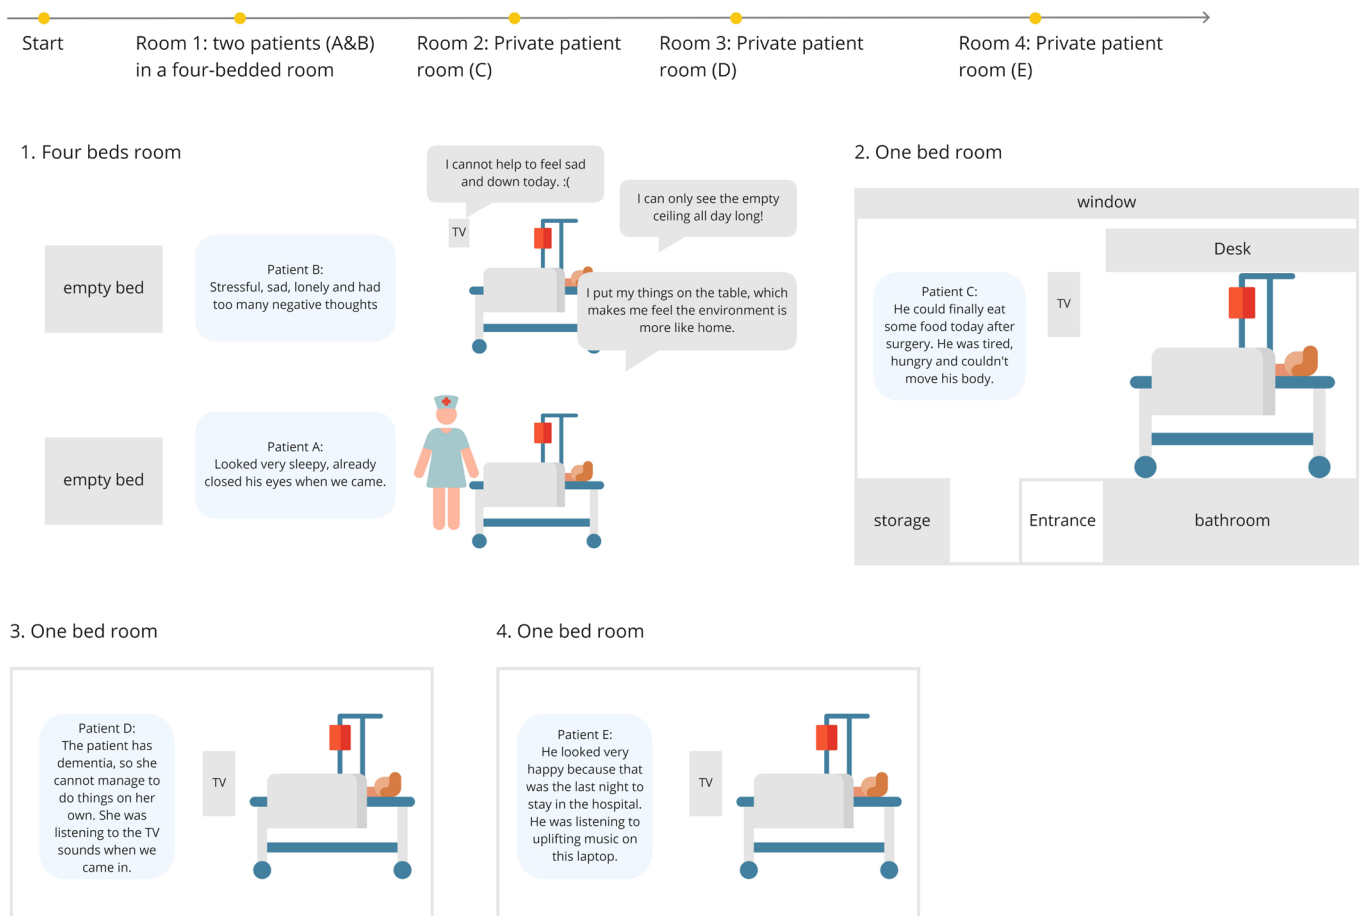 Start
Room 1: two patients (A&B)
in a four-bedded room
Room 2: Private patient
room (C)
Room 3: Private patient
room (D)
Room 4: Private patient
room (E)
1. Four beds room
I cannot help to feel sad
and down today. :(
I can only see the empty
ceiling all day long!
TV
empty bed
Patient B:
Stressful, sad, lonely and had
too many negative thoughts
I put my things on the table, which
makes me feel the environment is
more like home.
empty bed
Patient A:
Looked very sleepy, already
closed his eyes when we came.
2. One bed room
window
Desk
Patient C:
He could finally eat
some food today after
surgery. He was tired,
hungry and couldn't
move his body.
TV
storage
Entrance
bathroom
3. One bed room
Patient D:
The patient has
dementia, so she
cannot manage to
do things on her
own. She was
listening to the TV
sounds when we
came in.
TV
4. One bed room
Patient E:
He looked very
happy because that
was the last night to
stay in the hospital.
He was listening to
uplifting music on
this laptop.
TV